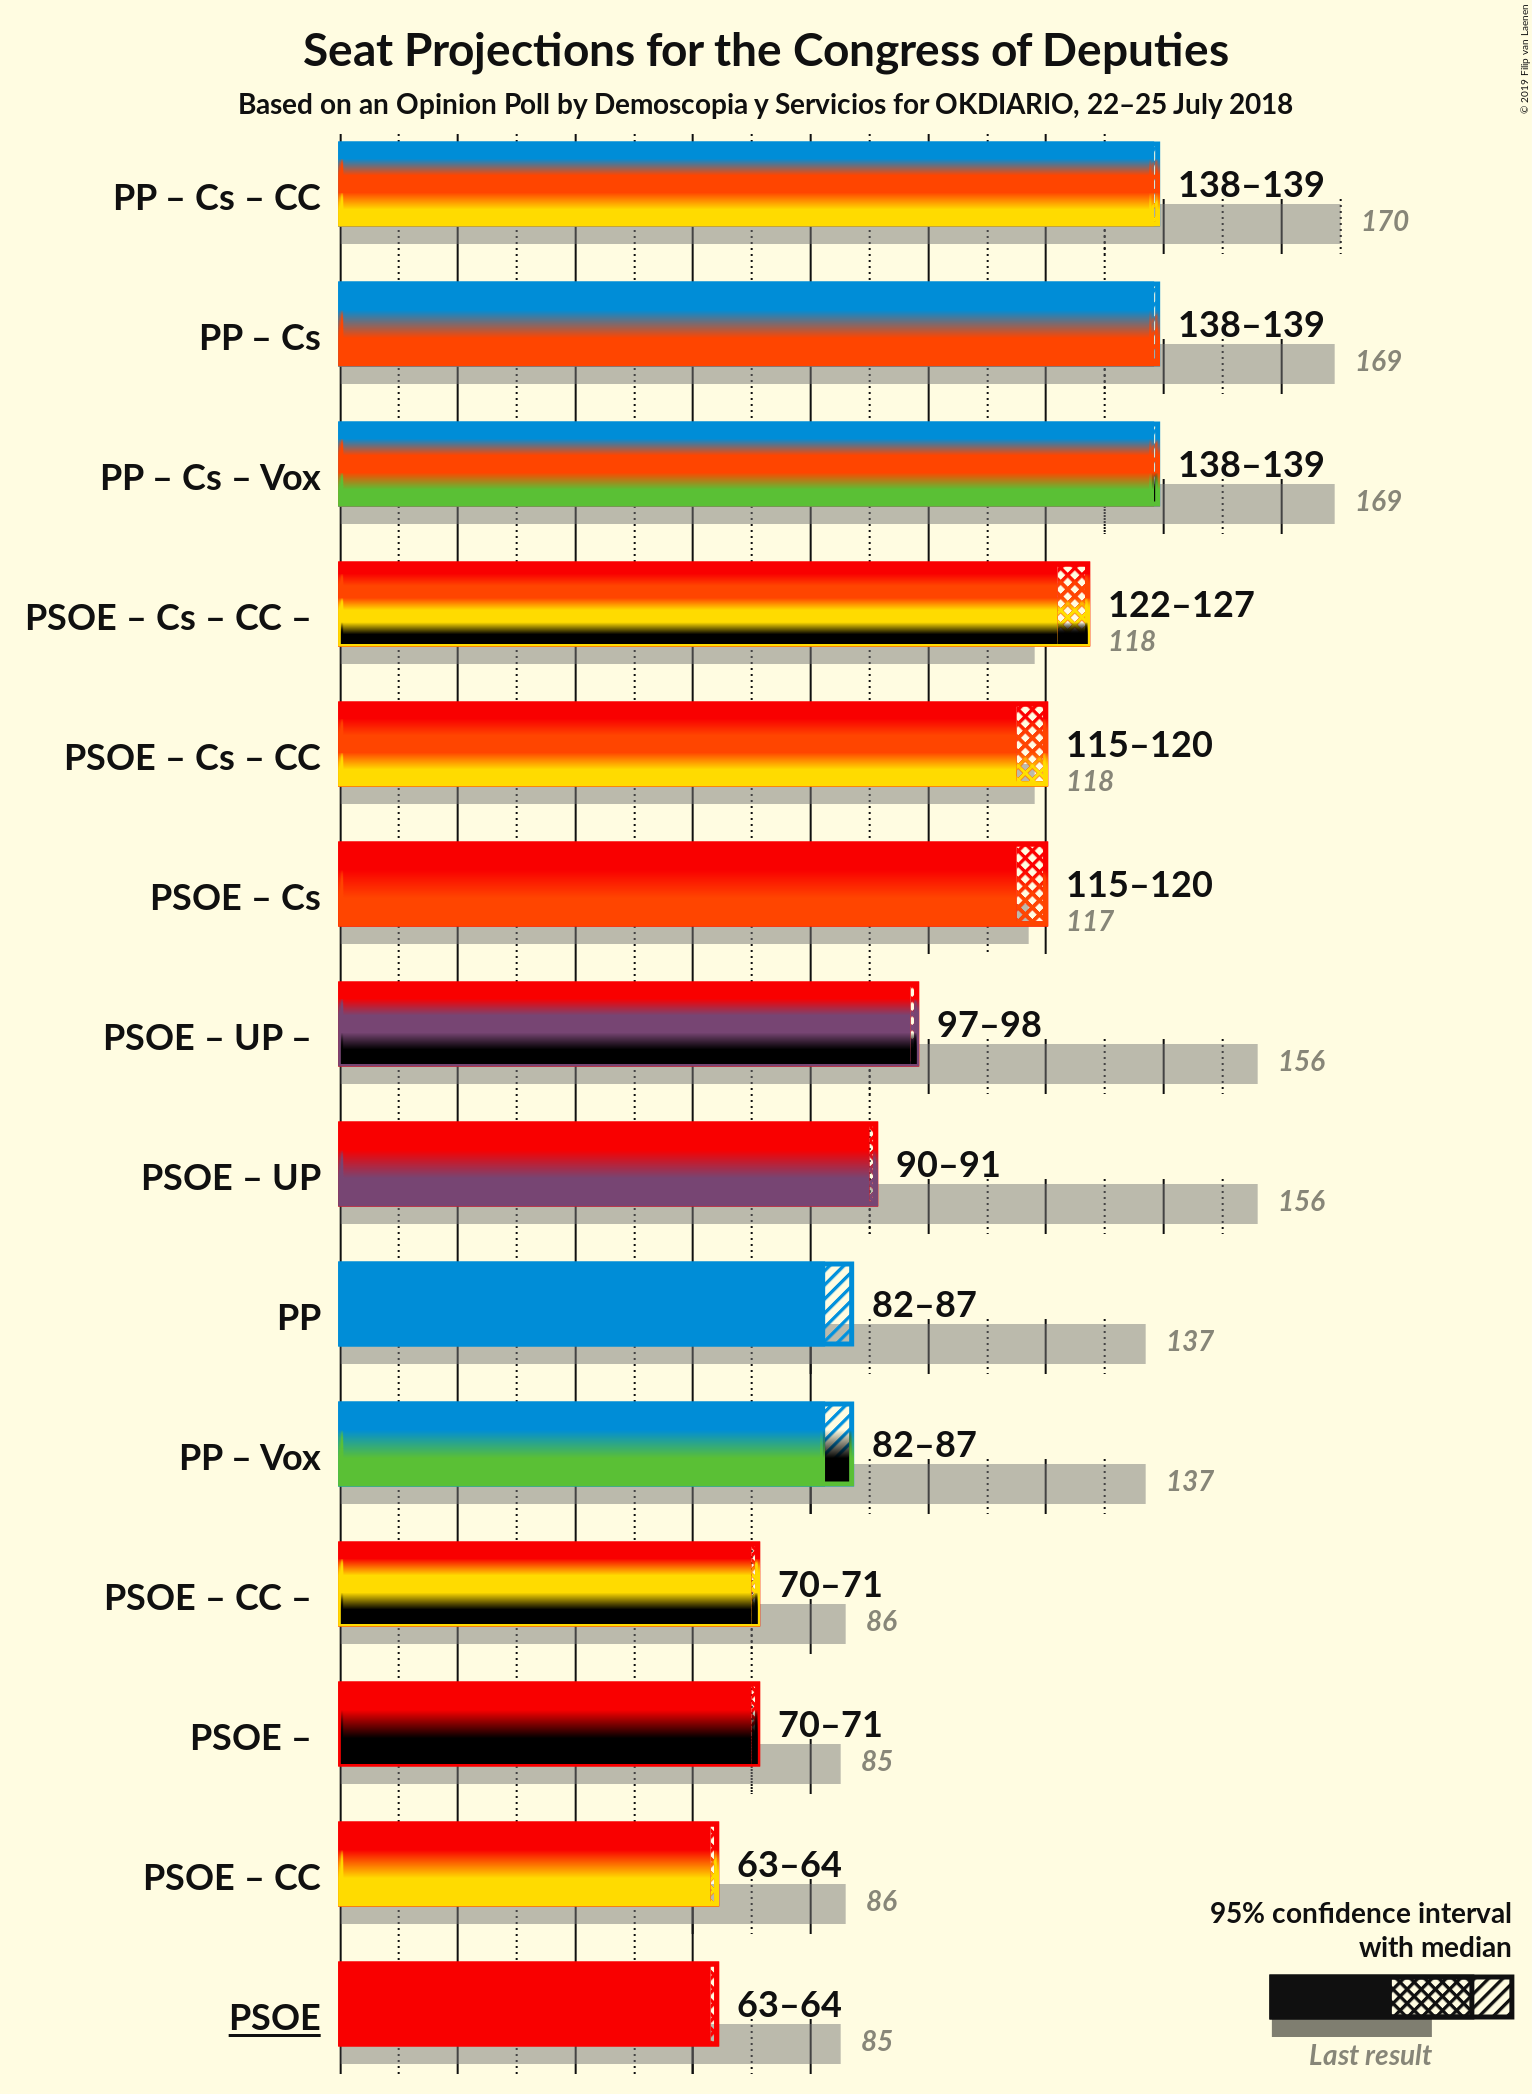 © 2019 Filip van Laenen
Seat Projections for the Congress of Deputies
Based on an Opinion Poll by Demoscopia y Servicios for OKDIARIO, 22–25 July 2018
PP – Cs – CC
138–139
170
PP – Cs
138–139
169
PP – Cs – Vox
138–139
169
PSOE – Cs – CC –
122–127
118
PSOE – Cs – CC
115–120
118
PSOE – Cs
115–120
117
PSOE – UP –
97–98
156
PSOE – UP
90–91
156
PP
82–87
137
PP – Vox
82–87
137
PSOE – CC –
70–71
86
PSOE –
70–71
85
PSOE – CC
63–64
86
PSOE
63–64
85
95% confidence interval
with median
Last result